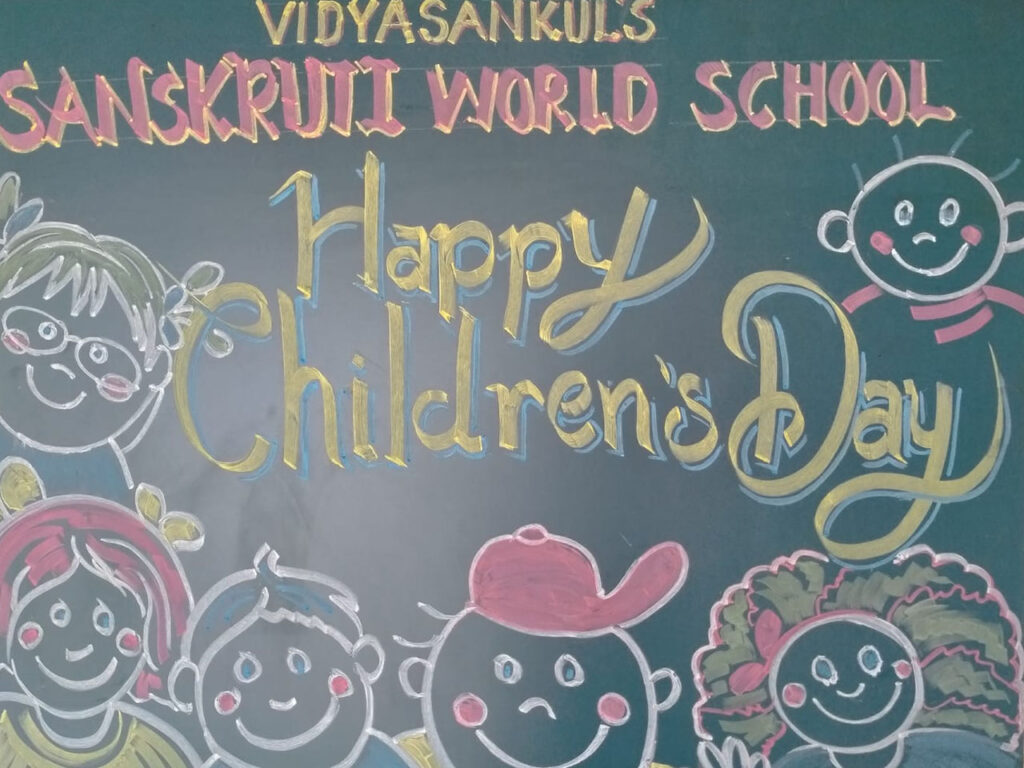 VIDYASANKUL'S
SANSKRUTI WORLD SCHOOL
Happy
Children's Day